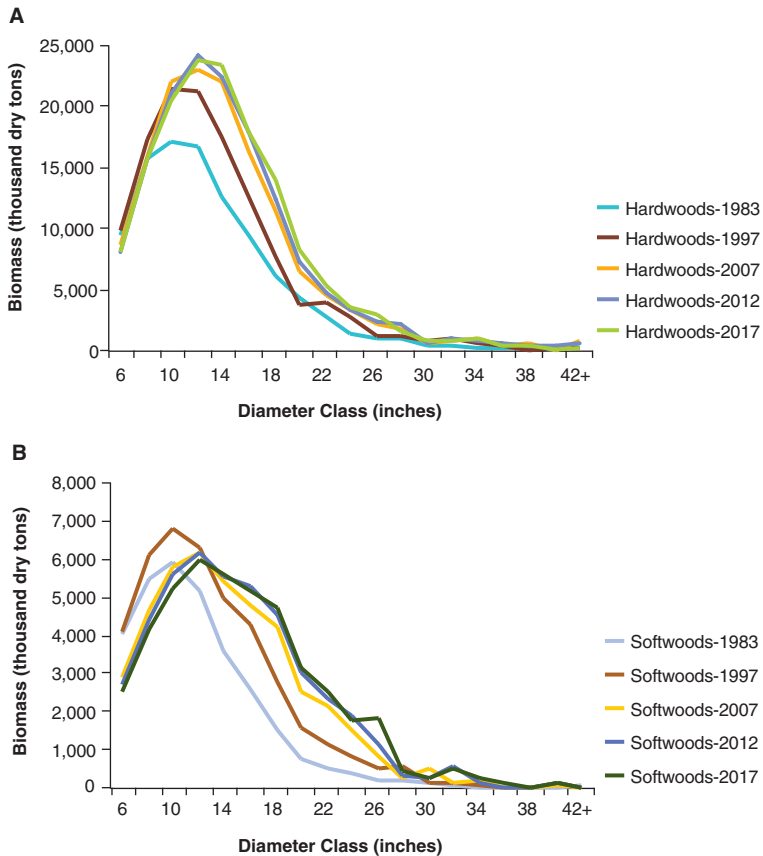 A
25,000
20,000
15,000
10,000
5,000
0
Biomass (thousand dry tons)
6 10 14 18 22 26 30 34 38 42+
Diameter Class (inches)
Hardwoods-1983
Hardwoods-1997
Hardwoods-2007
Hardwoods-2012
Hardwoods-2017
B
8,000
7,000
6,000
5,000
4,000
3,000
2,000
1,000
0
Biomass (thousand dry tons)
6 10 14 18 22 26 30 34 38 42+
Diameter Class (inches)
Softwoods-1983
Softwoods-1997
Softwoods-2007
Softwoods-2012
Softwoods-2017